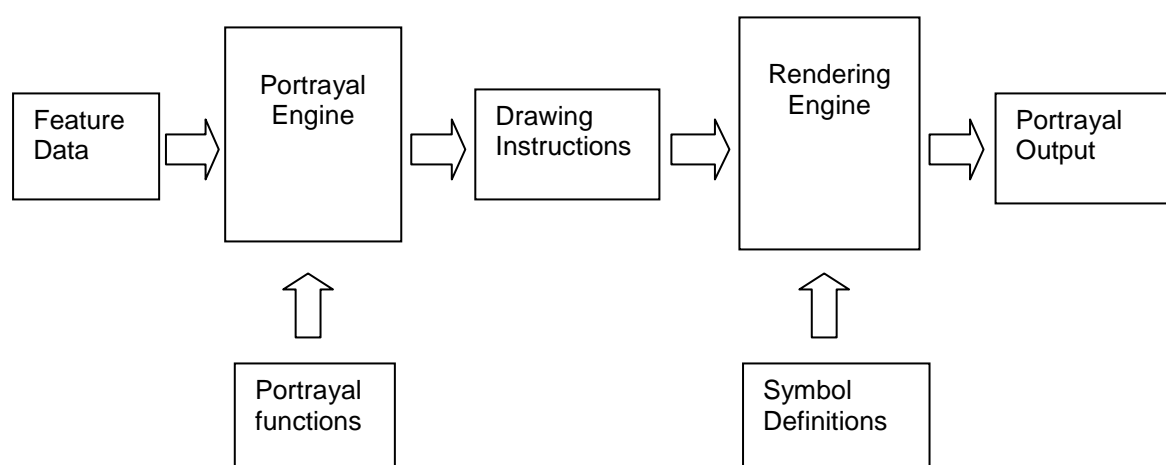 Feature
Data
Portrayal
Engine
Drawing
Instructions
Rendering
Engine
Portrayal
Output
Portrayal
functions
Symbol
Definitions